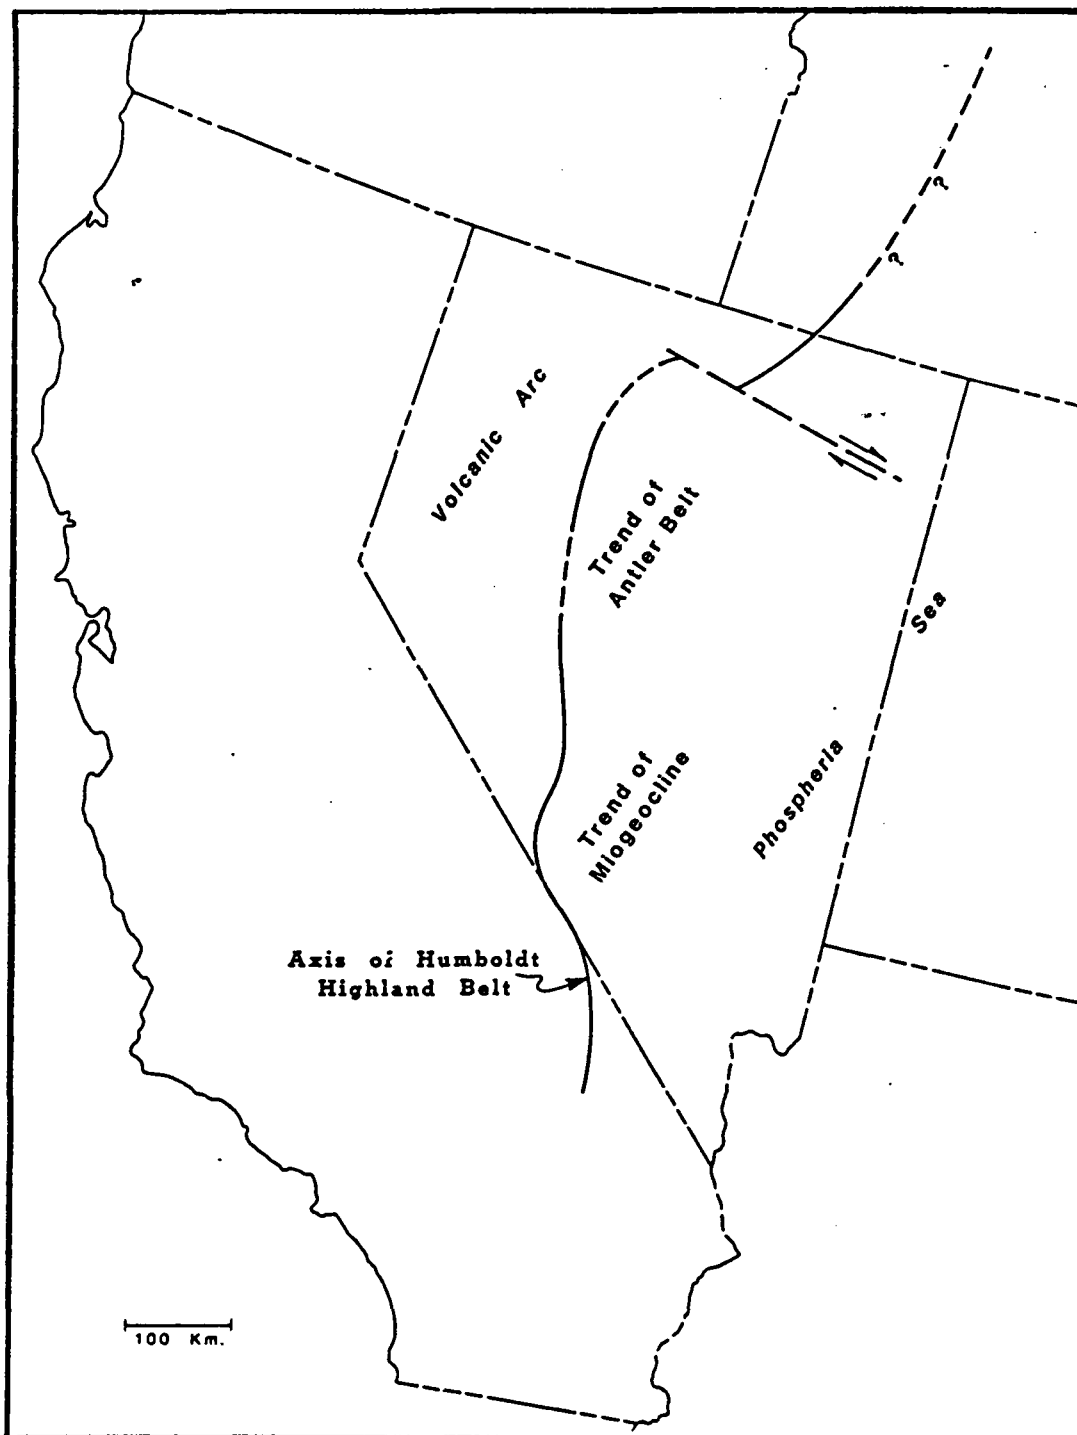 ?
?
Volcanic Arc
Trend of
Antler Belt
Sea
Trend of
Miogeocline
Phospheria
Axis of Humboldt
Highland Belt
100 Km.